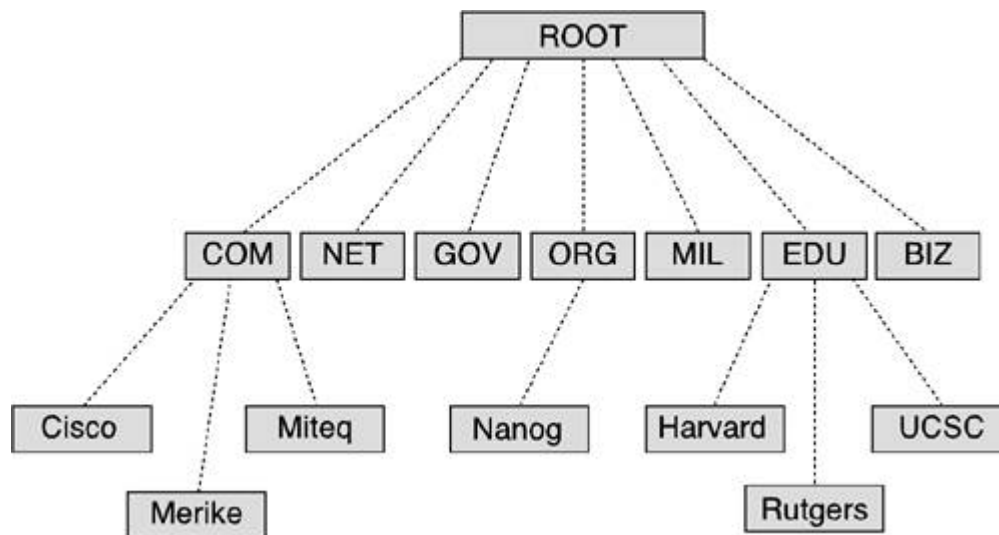 ROOT
COM NET GOV ORG MIL EDU BIZ
Cisco Miteq Nanog Harvard UCSC
Merike Rutgers